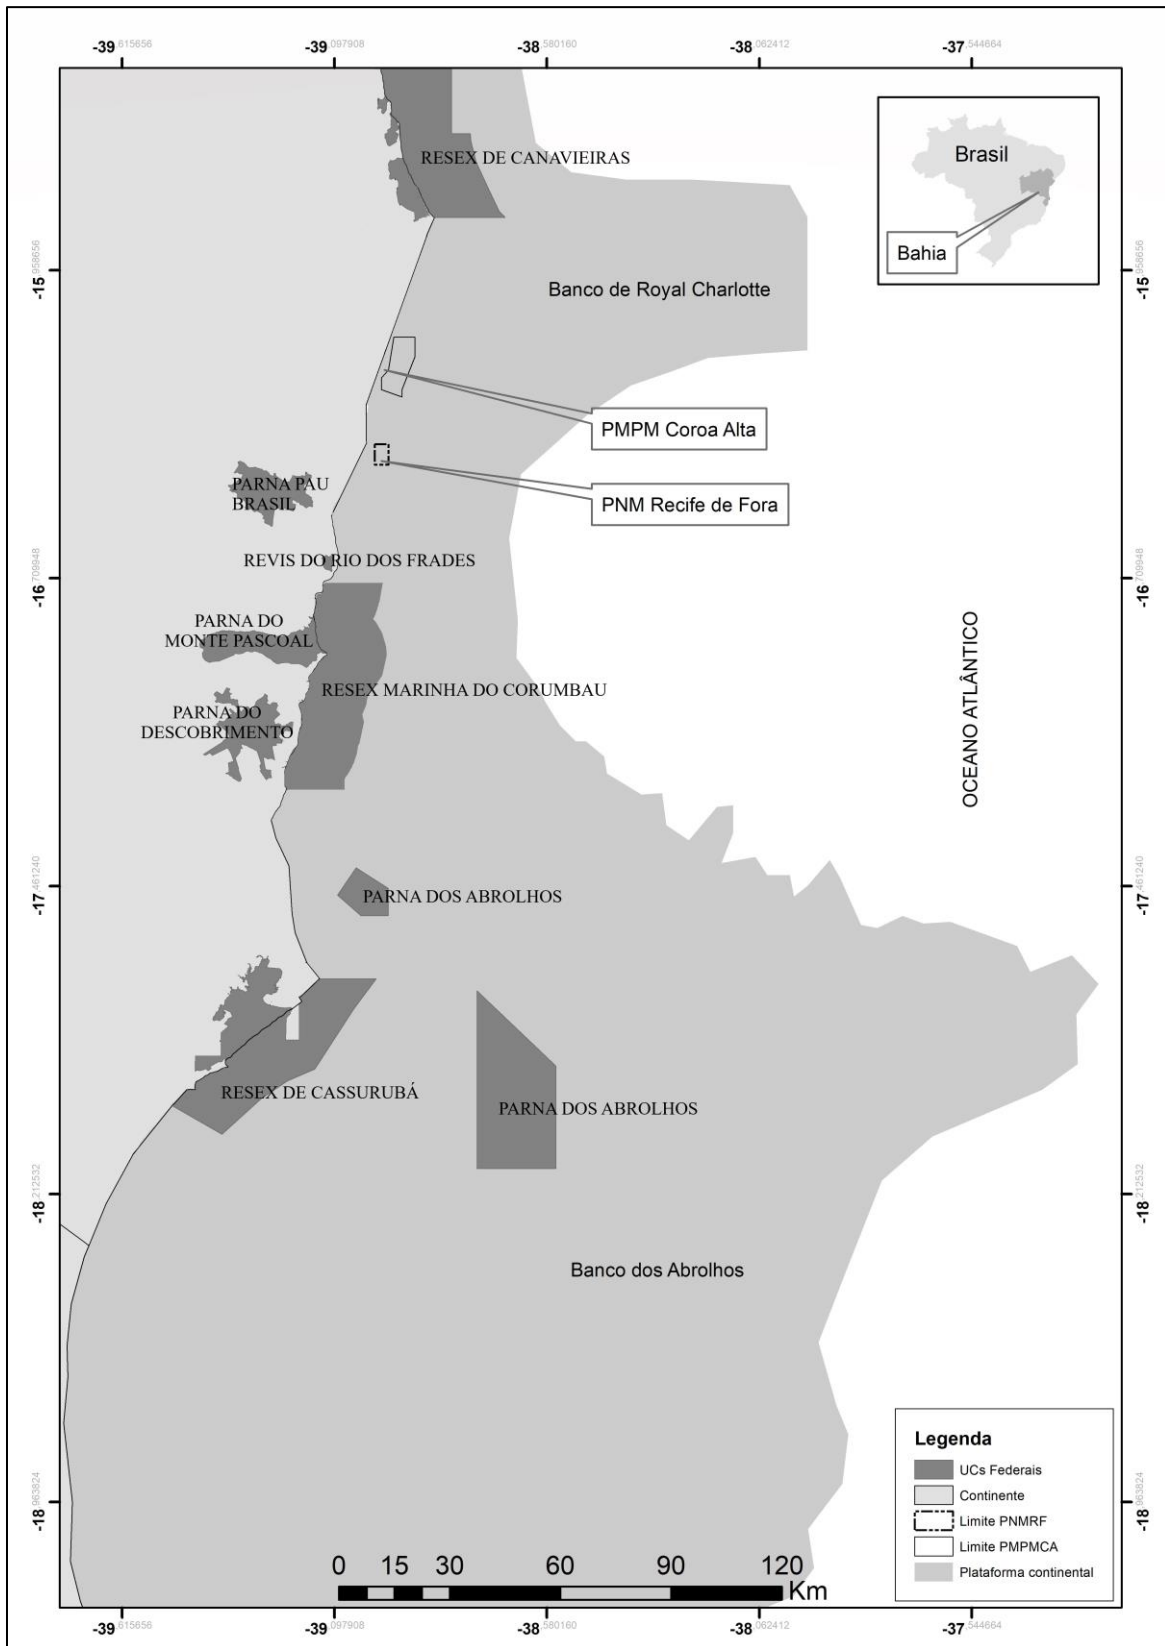 -39.615656
-39.097908
-38.580160
-38.062412
-37.544664
RESEX DE CANAVIEIRAS
Brasil
Bahia
-15.958656
-15.958656
Banco de Royal Charlotte
PMPM Coroa Alta
PNM Recife de Fora
PARNA PAU
BRASIL
REVIS DO RIO DOS FRADES
-16.709948
-16.709948
PARNA DO
MONTE PASCOAL
RESEX MARINHA DO CORUMBAU
PARNA DO
DESCOBRIMENTO
OCEANO ATLÂNTICO
-17.461240
-17.461240
PARNA DOS ABROLHOS
RESEX DE CASSURUBÁ
PARNA DOS ABROLHOS
-18.212532
-18.212532
Banco dos Abrolhos
Legenda
UCs Federais
Continente
Limite PNMRF
Limite PMPMCA
Plataforma continental
-18.963824
-18.963824
0 15 30 60 90 120
Km
-39.615656
-39.097908
-38.580160
-38.062412
-37.544664